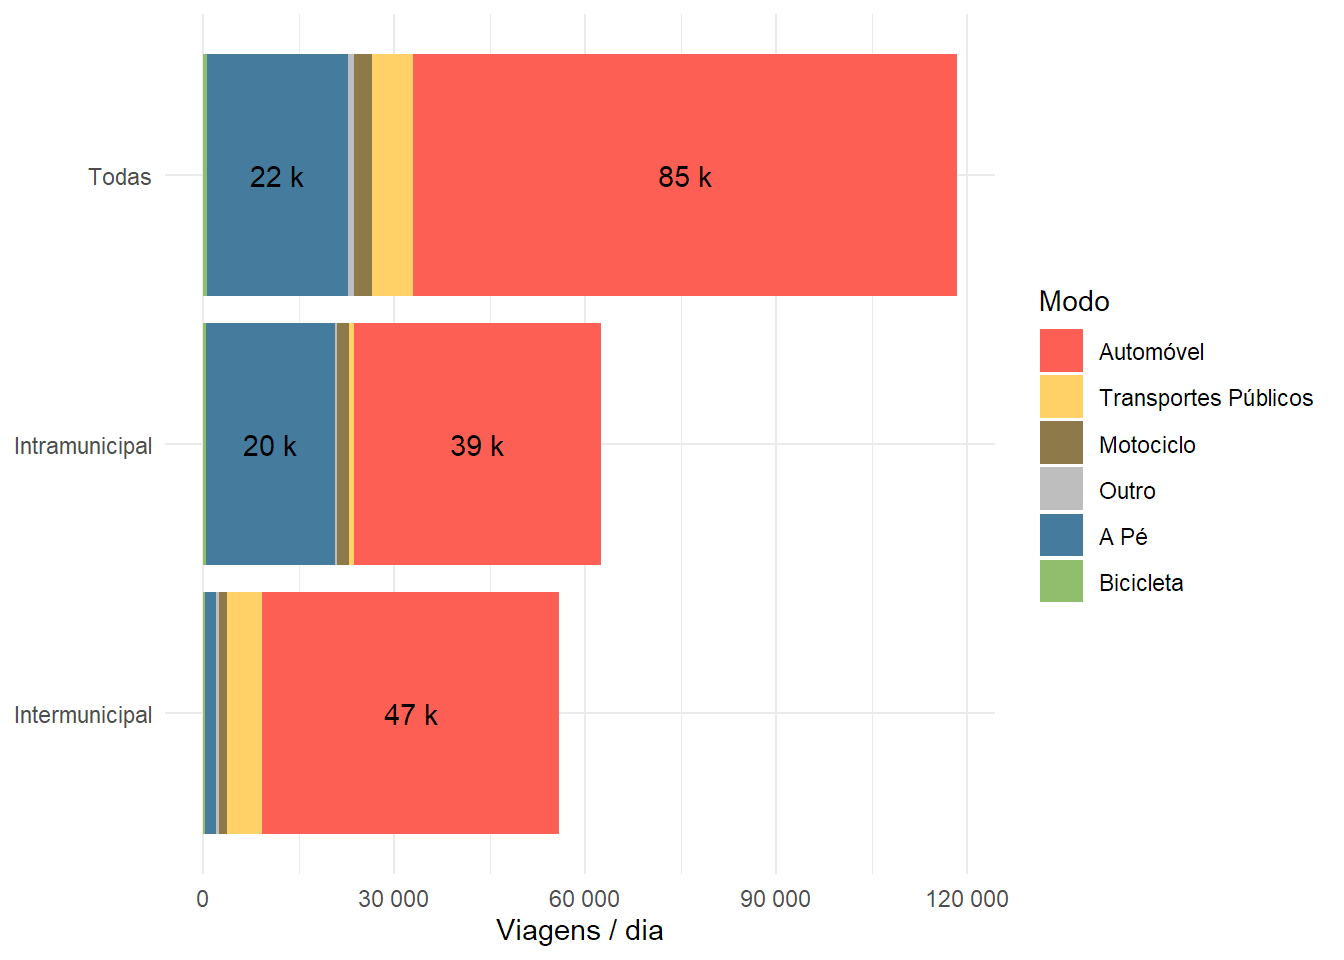 Todas
22 k
85 k
Intramunicipal
20 k
39 k
Intermunicipal
47 k
0
30 000
60 000
90 000
120 000
Viagens / dia
Modo
Automóvel
Transportes Públicos
Motociclo
Outro
A Pé
Bicicleta